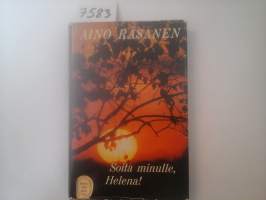 7583
AINO RÄSÄNEN
Soita minulle,
Helena!